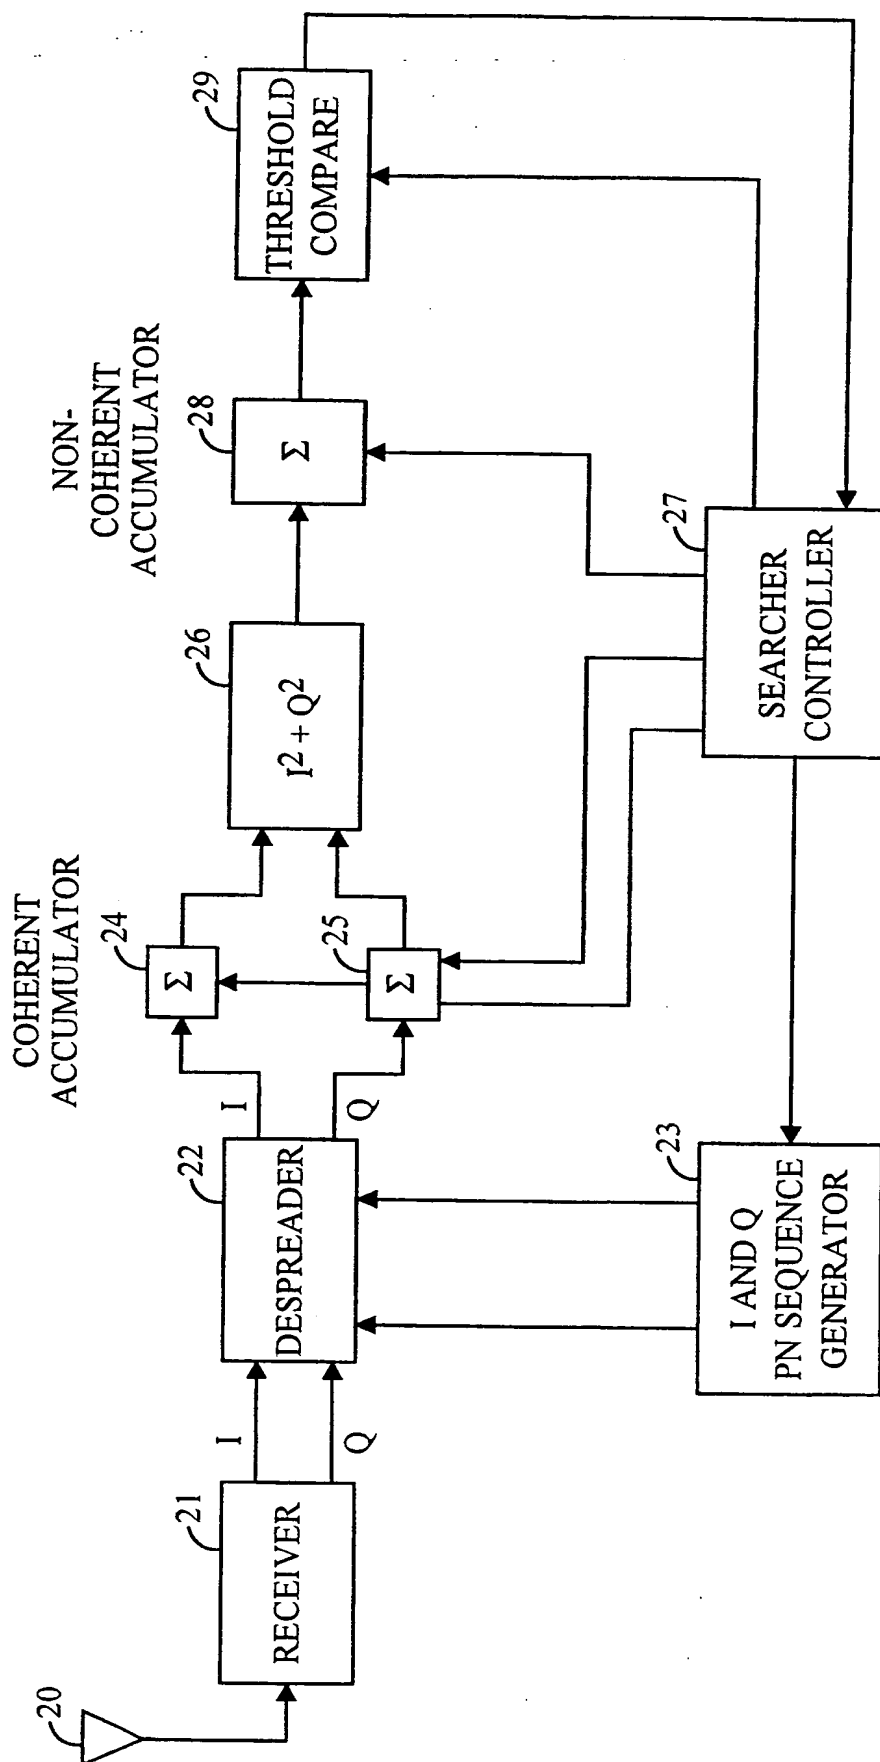 20
21
RECEIVER
I
Q
22
DESPREADER
I
Q
23
I AND Q
PN SEQUENCE
GENERATOR
COHERENT
ACCUMULATOR
24
Σ
25
Σ
26
I² + Q²
27
SEARCHER
CONTROLLER
NON-
COHERENT
ACCUMULATOR
28
Σ
29
THRESHOLD
COMPARE